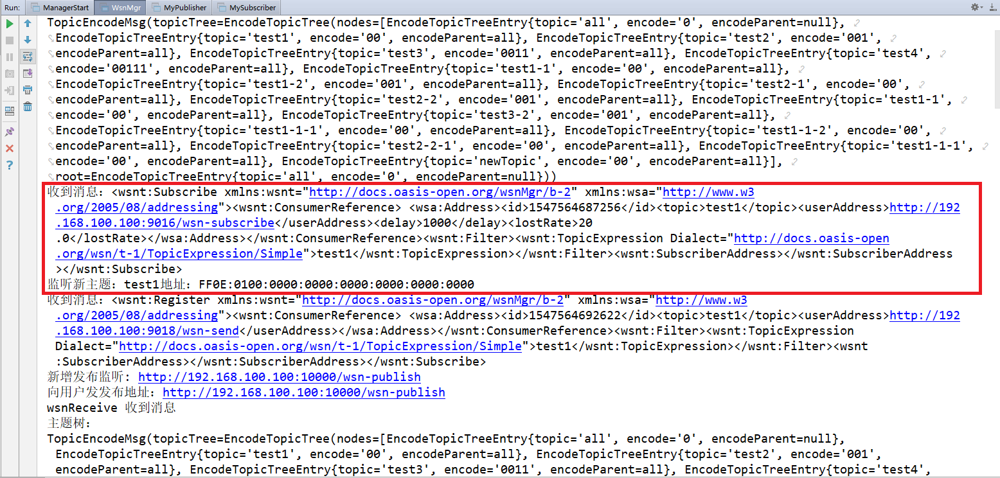 Run: ManagerStart WsnMgr MyPublisher MySubscriber
TopicEncodeMsg(topicTree=EncodeTopicTree(nodes=[EncodeTopicTreeEntry{topic='all', encode='0', encodeParent=null},
EncodeTopicTreeEntry{topic='test1', encode='00', encodeParent=all}, EncodeTopicTreeEntry{topic='test2', encode='001',
encodeParent=all}, EncodeTopicTreeEntry{topic='test3', encode='0011', encodeParent=all}, EncodeTopicTreeEntry{topic='test4',
encode='00111', encodeParent=all}, EncodeTopicTreeEntry{topic='test1-1', encode='00', encodeParent=all},
EncodeTopicTreeEntry{topic='test1-2', encode='001', encodeParent=all}, EncodeTopicTreeEntry{topic='test2-1', encode='00',
encodeParent=all}, EncodeTopicTreeEntry{topic='test2-2', encode='001', encodeParent=all}, EncodeTopicTreeEntry{topic='test1-1',
encode='00', encodeParent=all}, EncodeTopicTreeEntry{topic='test3-2', encode='001', encodeParent=all},
EncodeTopicTreeEntry{topic='test1-1-1', encode='00', encodeParent=all}, EncodeTopicTreeEntry{topic='test1-1-2', encode='00',
encodeParent=all}, EncodeTopicTreeEntry{topic='test2-2-1', encode='00', encodeParent=all}, EncodeTopicTreeEntry{topic='test1-1-1',
encode='00', encodeParent=all}, EncodeTopicTreeEntry{topic='newTopic', encode='00', encodeParent=all}],
root=EncodeTopicTreeEntry{topic='all', encode='0', encodeParent=null}))
收到消息：<wsnt:Subscribe xmlns:wsnt="http://docs.oasis-open.org/wsnMgr/b-2" xmlns:wsa="http://www.w3
.org/2005/08/addressing"><wsnt:ConsumerReference> <wsa:Address><id>1547564687256</id><topic>test1</topic><userAddress>http://192
.168.100.100:9016/wsn-subscribe</userAddress><delay>1000</delay><lostRate>20
.0</lostRate></wsa:Address></wsnt:ConsumerReference><wsnt:Filter><wsnt:TopicExpression Dialect="http://docs.oasis-open
.org/wsn/t-1/TopicExpression/Simple">test1</wsnt:TopicExpression></wsnt:Filter><wsnt:SubscriberAddress></wsnt:SubscriberAddress
></wsnt:Subscribe>
监听新主题：test1地址：FF0E:0100:0000:0000:0000:0000:0000:0000
收到消息：<wsnt:Register xmlns:wsnt="http://docs.oasis-open.org/wsnMgr/b-2" xmlns:wsa="http://www.w3
.org/2005/08/addressing"><wsnt:ConsumerReference> <wsa:Address><id>1547564692622</id><topic>test1</topic><userAddress>http://192
.168.100.100:9018/wsn-send</userAddress></wsa:Address></wsnt:ConsumerReference><wsnt:Filter><wsnt:TopicExpression
Dialect="http://docs.oasis-open.org/wsn/t-1/TopicExpression/Simple">test1</wsnt:TopicExpression></wsnt:Filter><wsnt
:SubscriberAddress></wsnt:SubscriberAddress></wsnt:Subscribe>
新增发布监听：http://192.168.100.100:10000/wsn-publish
向用户发发布地址：http://192.168.100.100:10000/wsn-publish
wsnReceive 收到消息
主题树：
TopicEncodeMsg(topicTree=EncodeTopicTree(nodes=[EncodeTopicTreeEntry{topic='all', encode='0', encodeParent=null},
EncodeTopicTreeEntry{topic='test1', encode='00', encodeParent=all}, EncodeTopicTreeEntry{topic='test2', encode='001',
encodeParent=all}, EncodeTopicTreeEntry{topic='test3', encode='0011', encodeParent=all}, EncodeTopicTreeEntry{topic='test4',